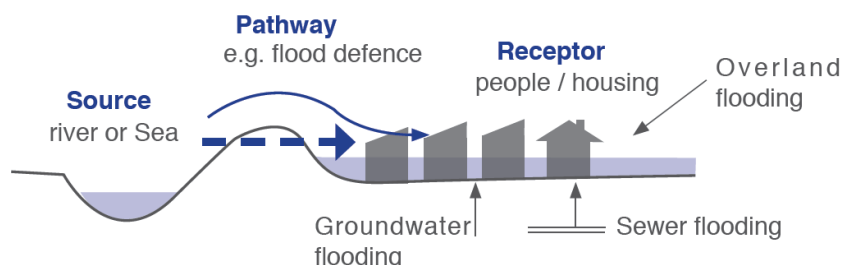 Pathway
e.g. flood defence
Receptor
people / housing
Overland
flooding
Source
river or Sea
Groundwater
flooding
Sewer flooding